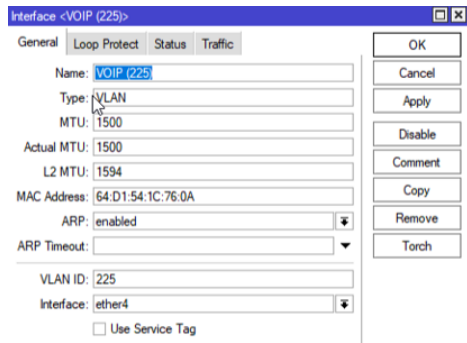 Interface <VOIP (225)>
General Loop Protect Status Traffic
Name: VOIP (225)
Type: VLAN
MTU: 1500
Actual MTU: 1500
L2 MTU: 1594
MAC Address: 64:D1:54:1C:76:0A
ARP: enabled
ARP Timeout:
VLAN ID: 225
Interface: ether4
Use Service Tag
OK
Cancel
Apply
Disable
Comment
Copy
Remove
Torch